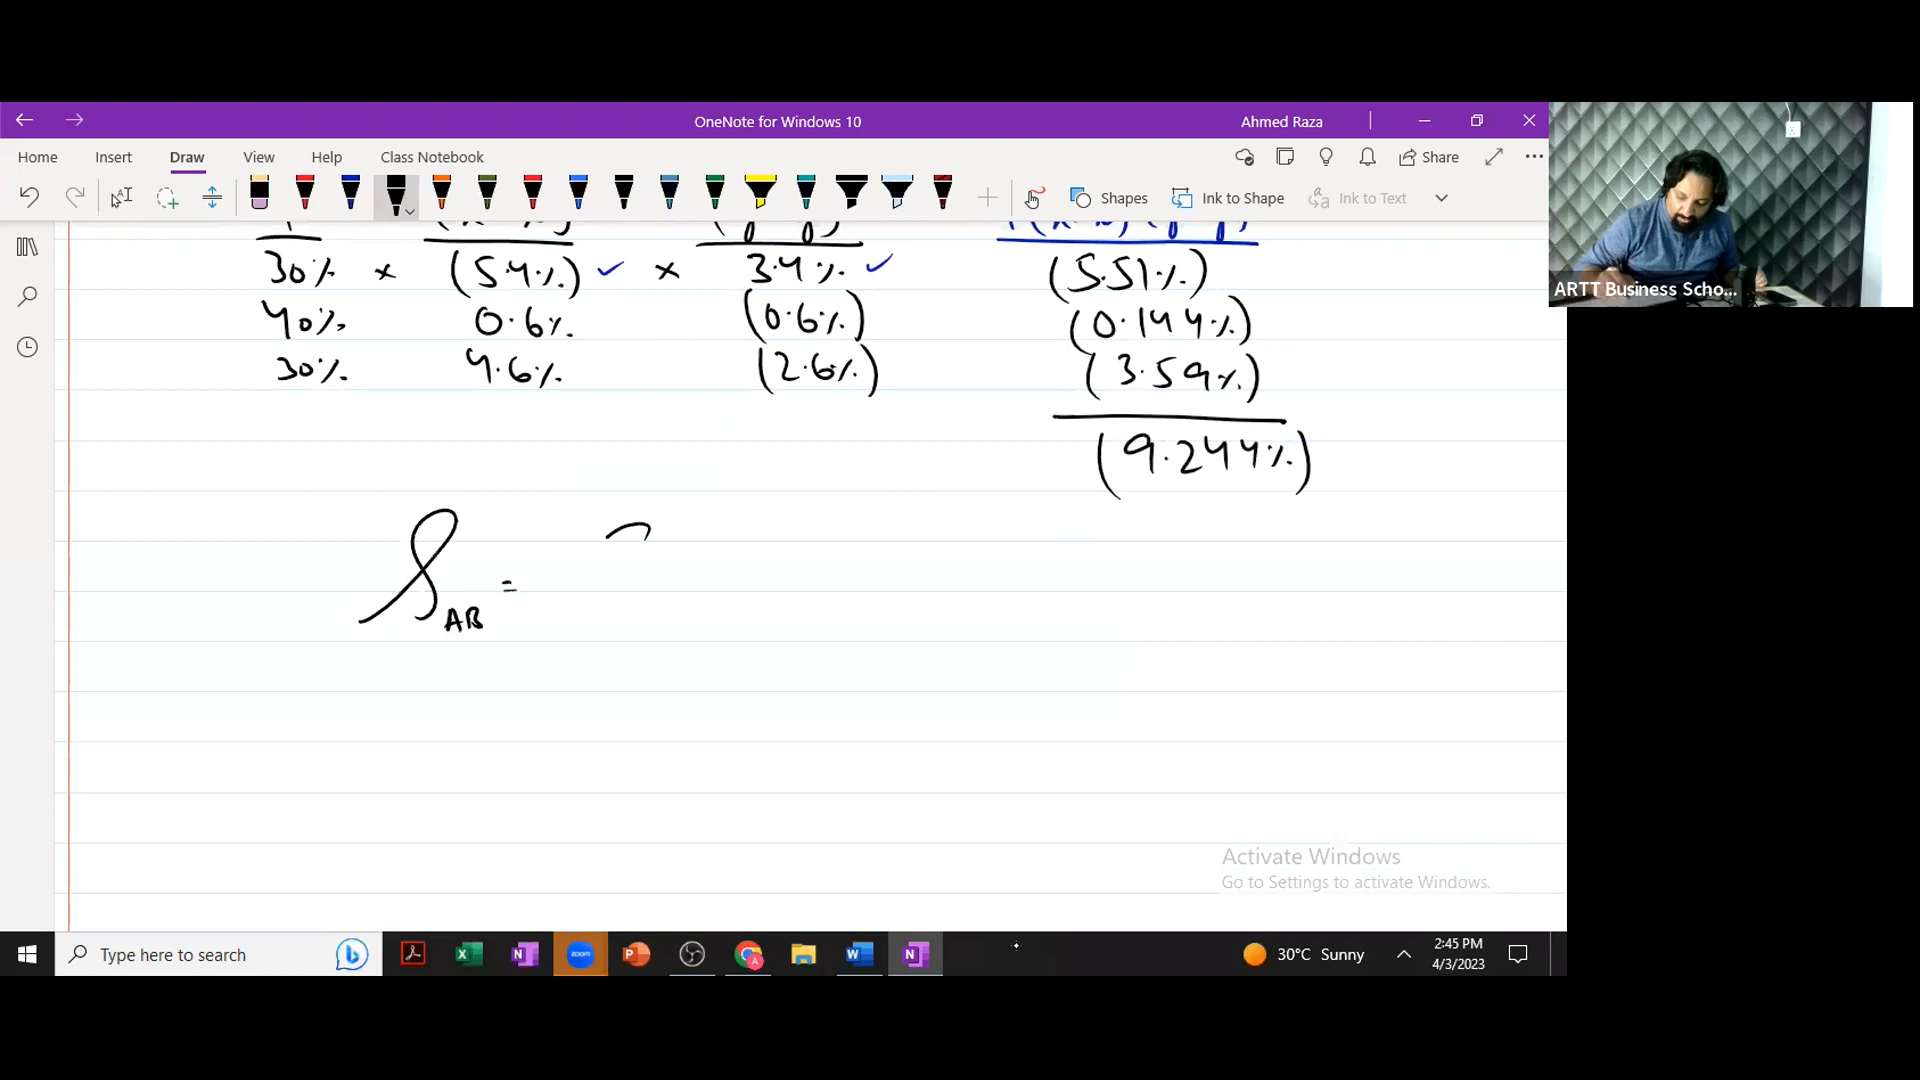 OneNote for Windows 10
Ahmed Raza
Home Insert Draw View Help Class Notebook
Share
Shapes
Ink to Shape
Ink to Text
30% × (5.4%) ✓ × 3.4% ✓ (5.51%)
40% 0.6% (0.6%) (0.144%)
30% 4.6% (2.6%) (3.59%)
(9.244%)
AB =
ARTT Business Scho...
Activate Windows
Go to Settings to activate Windows.
Type here to search
zoom
30°C Sunny
2:45 PM
4/3/2023